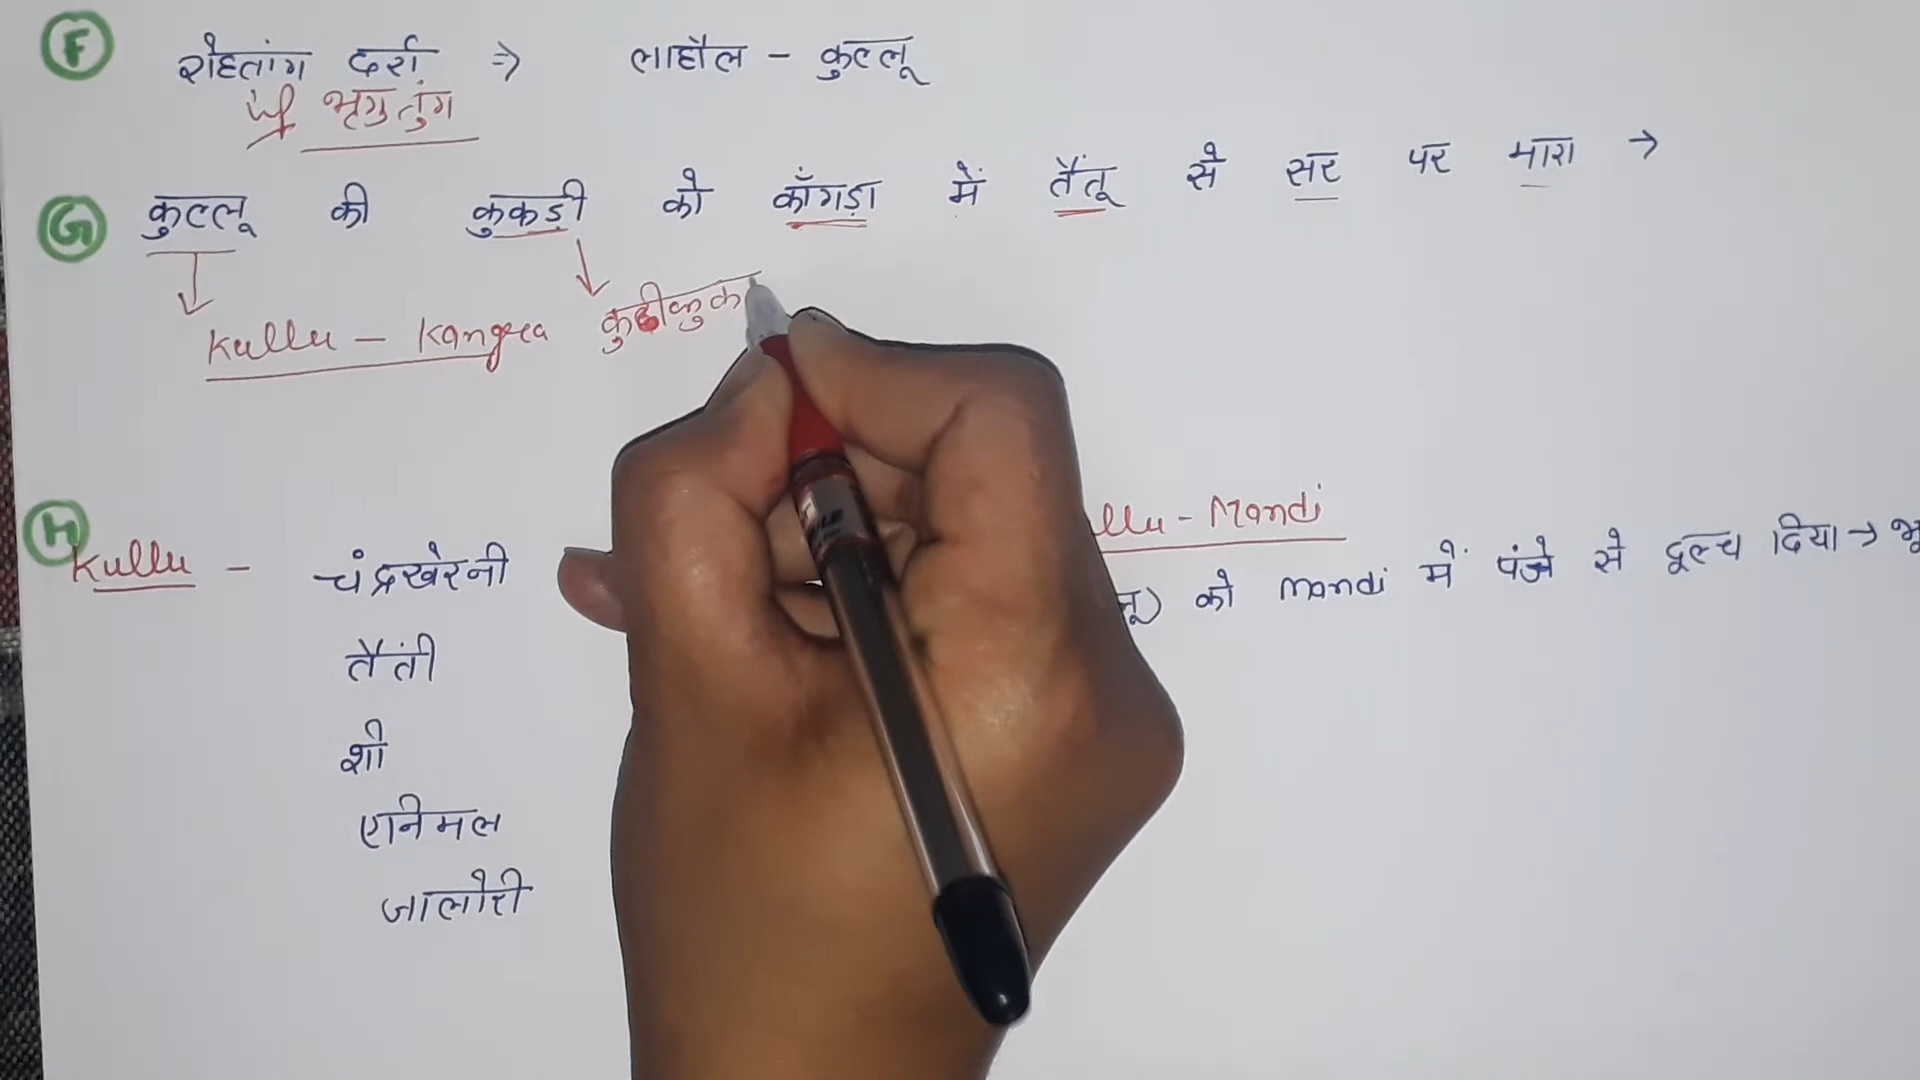 F रोहतांग दर्रा ⇒ लाहौल - कुल्लू
भृगु तुंग
G कुल्लू की कुकड़ी को काँगड़ा में तैंतू से सर पर मारा →
Kullu - Kangra कुढीकुक
H Kullu - चंद्रखेरनी
तैंती
शी
एनिमल
जालोरी
llu - Mandi
लू) को mandi में पंजे से दूल्च दिया → भू